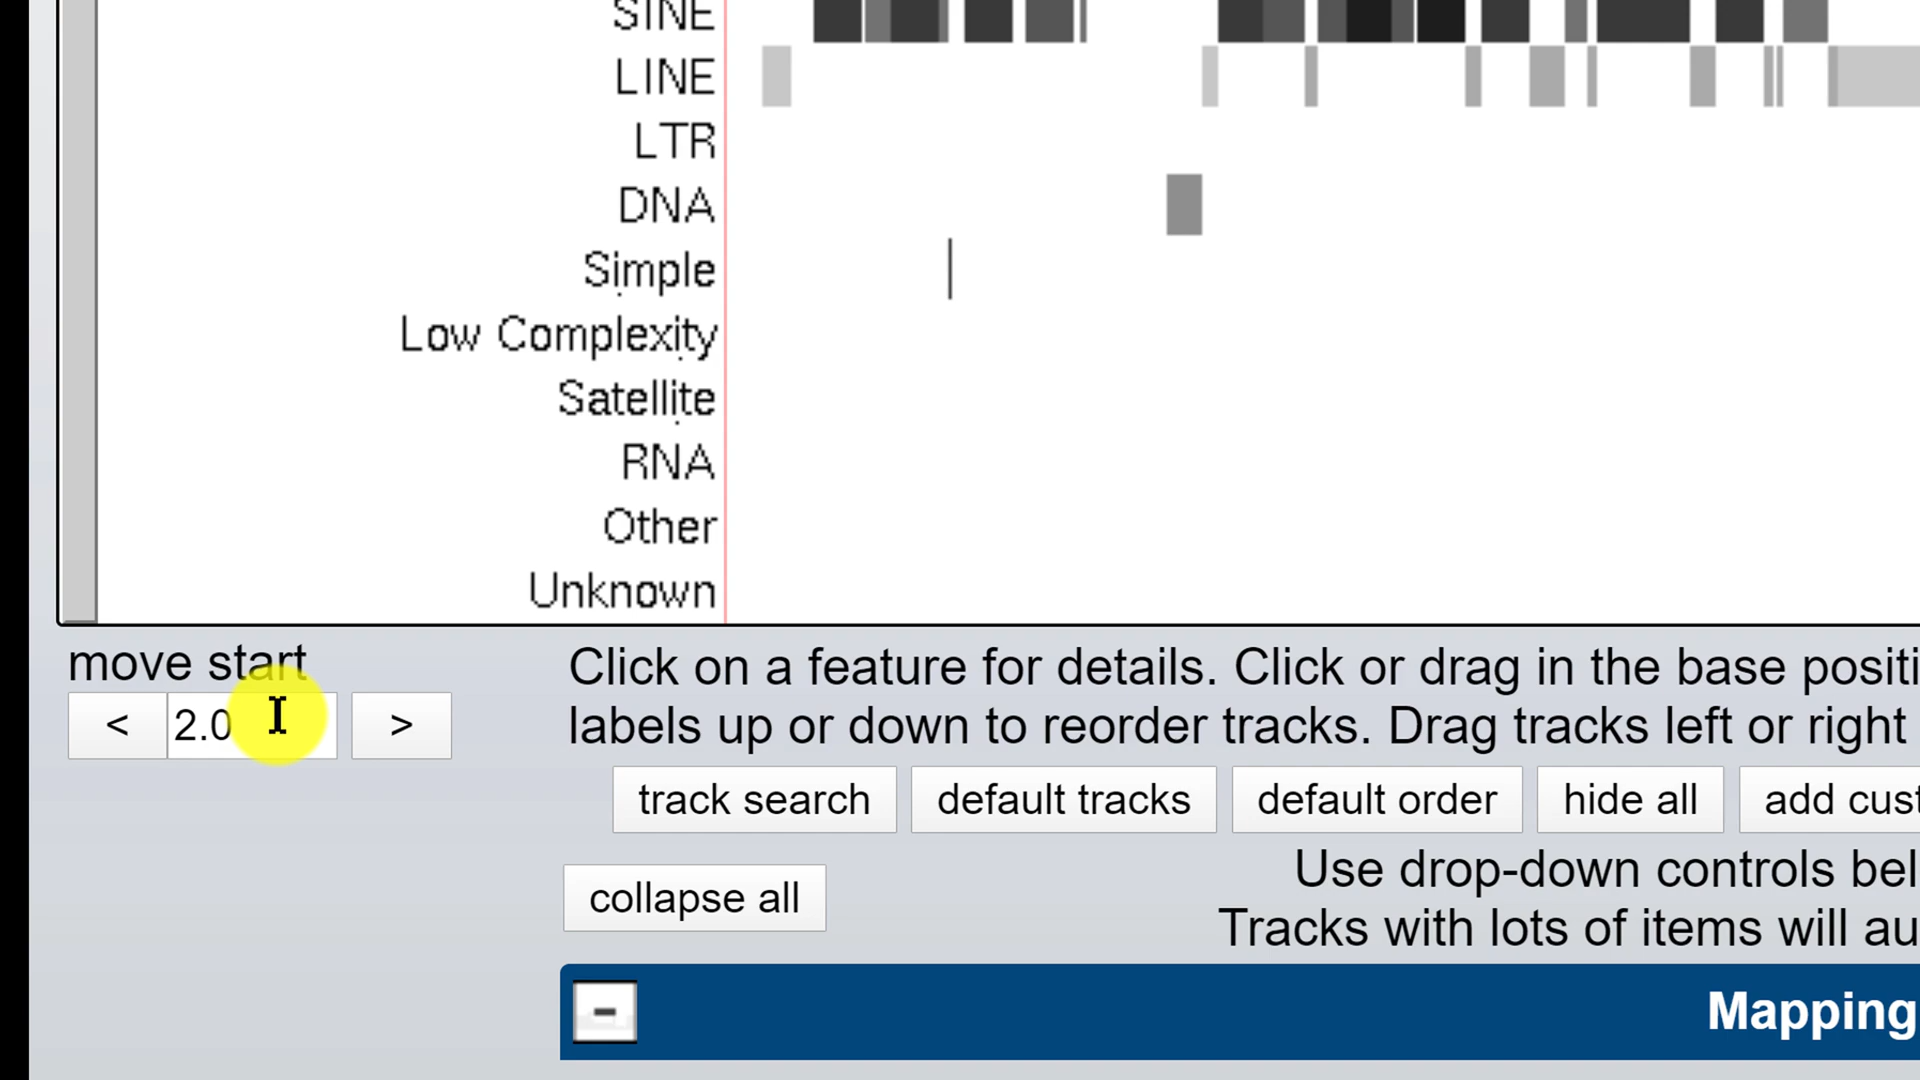 SINE
LINE
LTR
DNA
Simple
Low Complexity
Satellite
RNA
Other
Unknown
move start
< 2.0 >
Click on a feature for details. Click or drag in the base positi
labels up or down to reorder tracks. Drag tracks left or right
track search default tracks default order hide all add cust
collapse all
Use drop-down controls bel
Tracks with lots of items will au
- Mapping